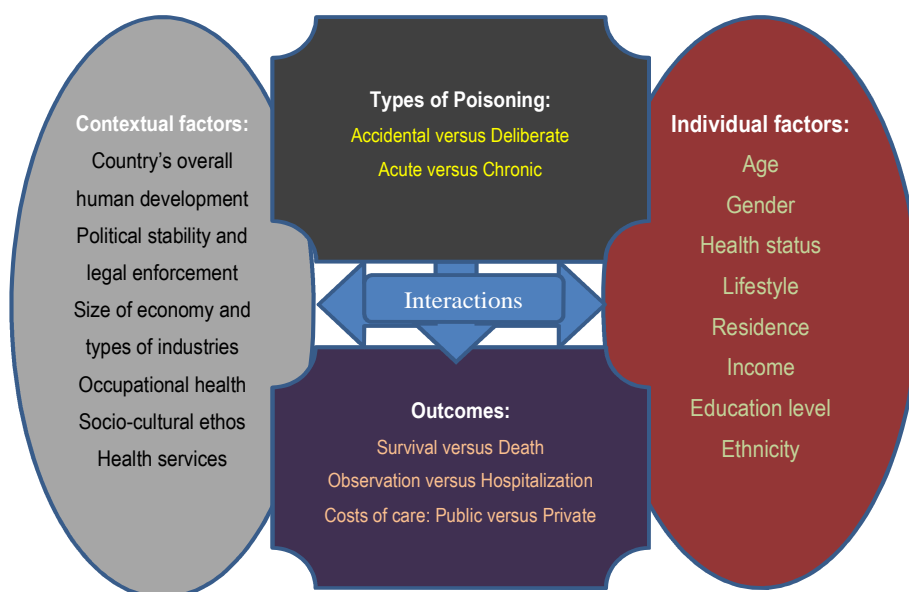 Contextual factors:
Country's overall
human development
Political stability and
legal enforcement
Size of economy and
types of industries
Occupational health
Socio-cultural ethos
Health services
Types of Poisoning:
Accidental versus Deliberate
Acute versus Chronic
Interactions
Outcomes:
Survival versus Death
Observation versus Hospitalization
Costs of care: Public versus Private
Individual factors:
Age
Gender
Health status
Lifestyle
Residence
Income
Education level
Ethnicity